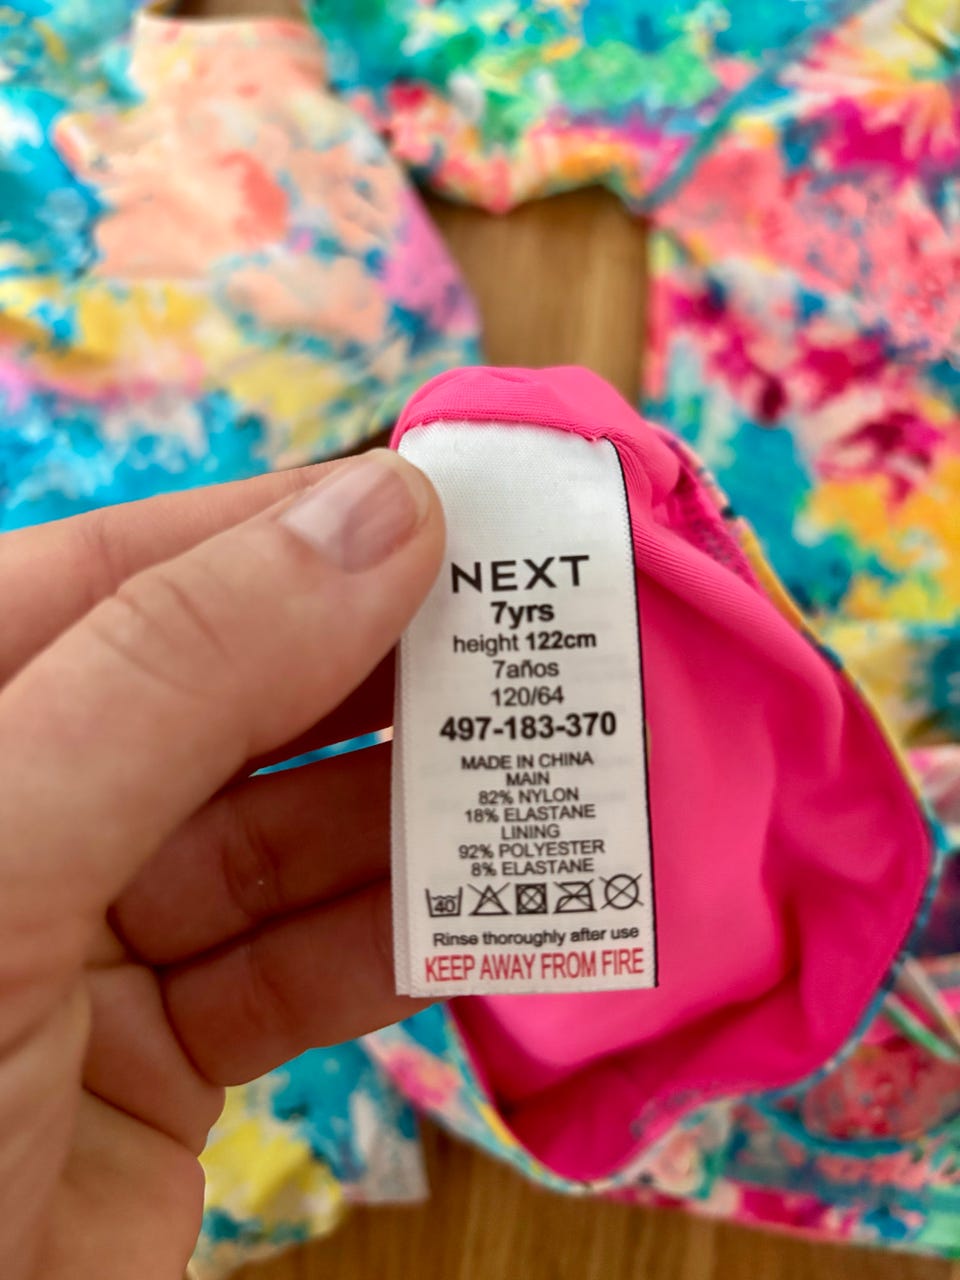 NEXT
7yrs
height 122cm
7años
120/64
497-183-370
MADE IN CHINA
MAIN
82% NYLON
18% ELASTANE
LINING
92% POLYESTER
8% ELASTANE
40
Rinse thoroughly after use
KEEP AWAY FROM FIRE